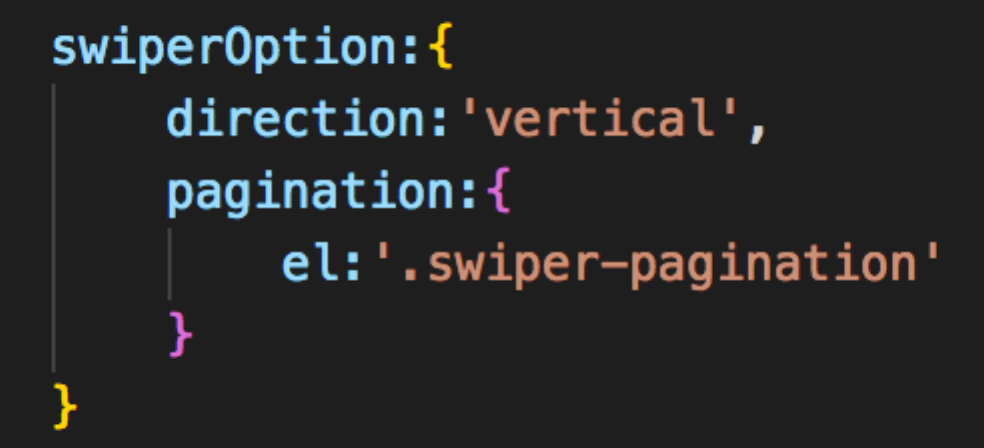 swiperOption:{
    direction:'vertical',
    pagination:{
        el:'.swiper-pagination'
    }
}